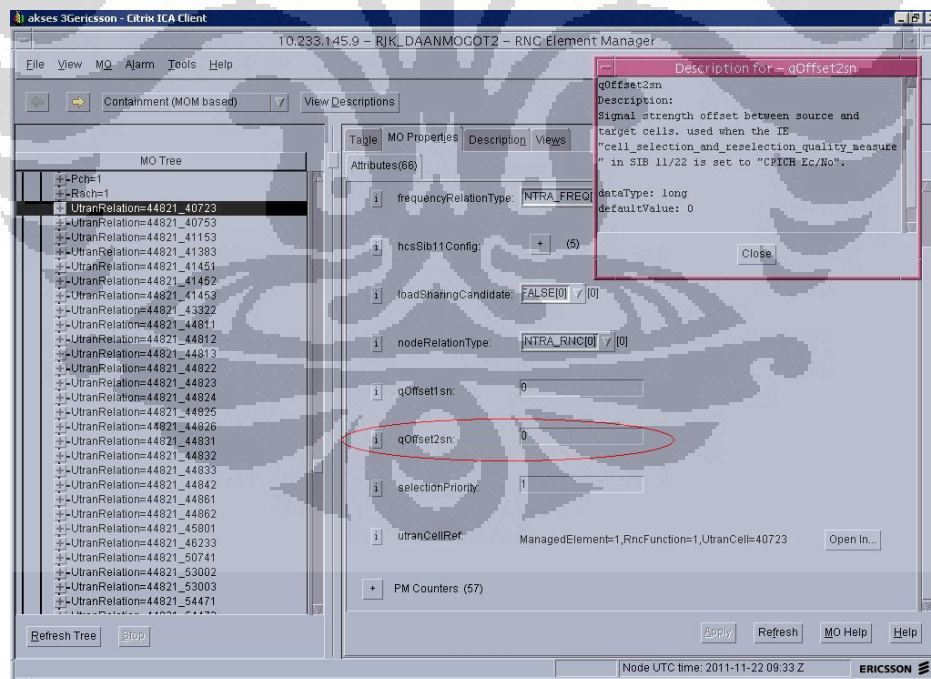 akses 3Gericsson - Citrix ICA Client
10.233.145.9 – RJK_DAANMOGOT2 – RNC Element Manager
File View MO Alarm Tools Help
Containment (MOM based) View Descriptions
MO Tree
Pch=1
Rach=1
UtranRelation=44821_40723
UtranRelation=44821_40753
UtranRelation=44821_41153
UtranRelation=44821_41383
UtranRelation=44821_41451
UtranRelation=44821_41452
UtranRelation=44821_41453
UtranRelation=44821_43322
UtranRelation=44821_44811
UtranRelation=44821_44812
UtranRelation=44821_44813
UtranRelation=44821_44822
UtranRelation=44821_44823
UtranRelation=44821_44824
UtranRelation=44821_44825
UtranRelation=44821_44826
UtranRelation=44821_44831
UtranRelation=44821_44832
UtranRelation=44821_44833
UtranRelation=44821_44842
UtranRelation=44821_44861
UtranRelation=44821_44862
UtranRelation=44821_45801
UtranRelation=44821_46233
UtranRelation=44821_50741
UtranRelation=44821_53002
UtranRelation=44821_53003
UtranRelation=44821_54471
Refresh Tree Stop
Table MO Properties Description Views
Attributes(66)
i frequencyRelationType: NTRA_FREQ[
i hcsSib11Config: + (5)
i loadSharingCandidate: FALSE[0] [0]
i nodeRelationType: INTRA_RNC[0] [0]
i qOffset1sn: 0
i qOffset2sn: 0
i selectionPriority: 1
i utranCellRef: ManagedElement=1,RncFunction=1,UtranCell=40723 Open In...
+ PM Counters (57)
Apply Refresh MO Help Help
Description for – qOffset2sn
qOffset2sn
Description:
Signal strength offset between source and
target cells. used when the IE
"cell_selection_and_reselection_quality_measure
" in SIB 11/22 is set to "CPICH Ec/No".
dataType: long
defaultValue: 0
Close
Node UTC time: 2011-11-22 09:33 Z
ERICSSON